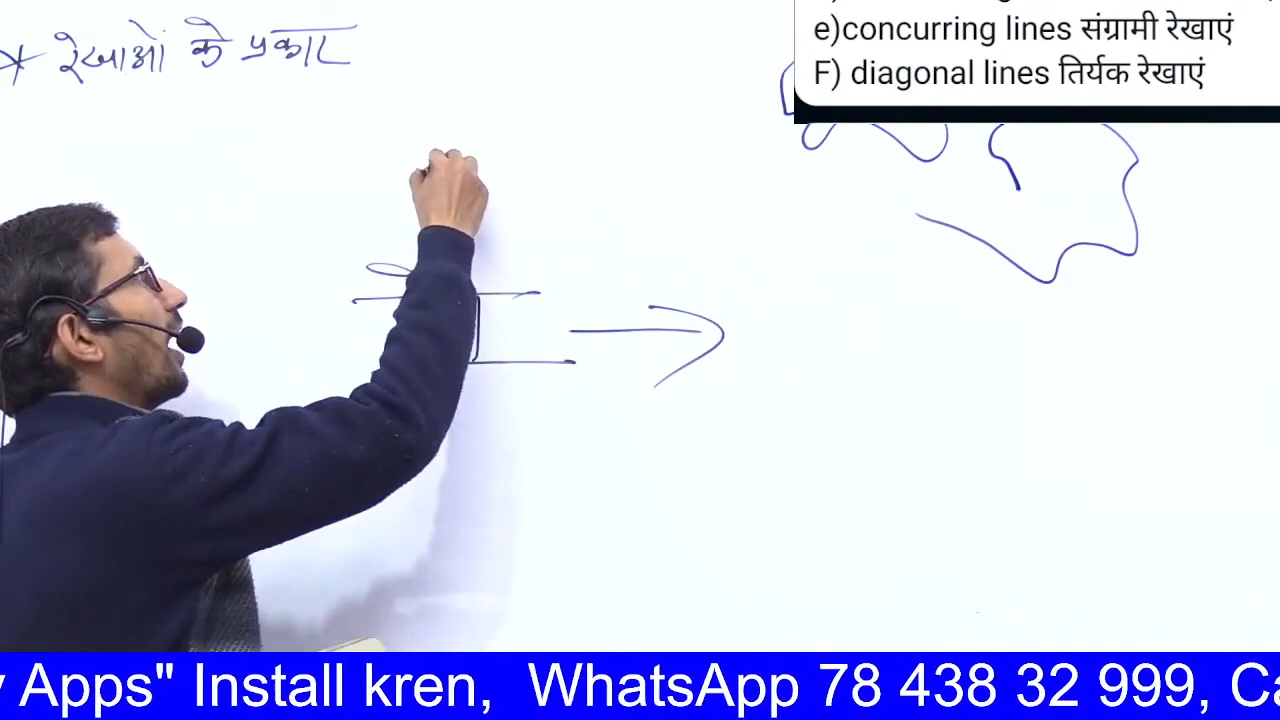 * रेखाओं के प्रकार
e)concurring lines संग्रामी रेखाएं
F) diagonal lines तिर्यक रेखाएं
Apps" Install kren, WhatsApp 78 438 32 999,